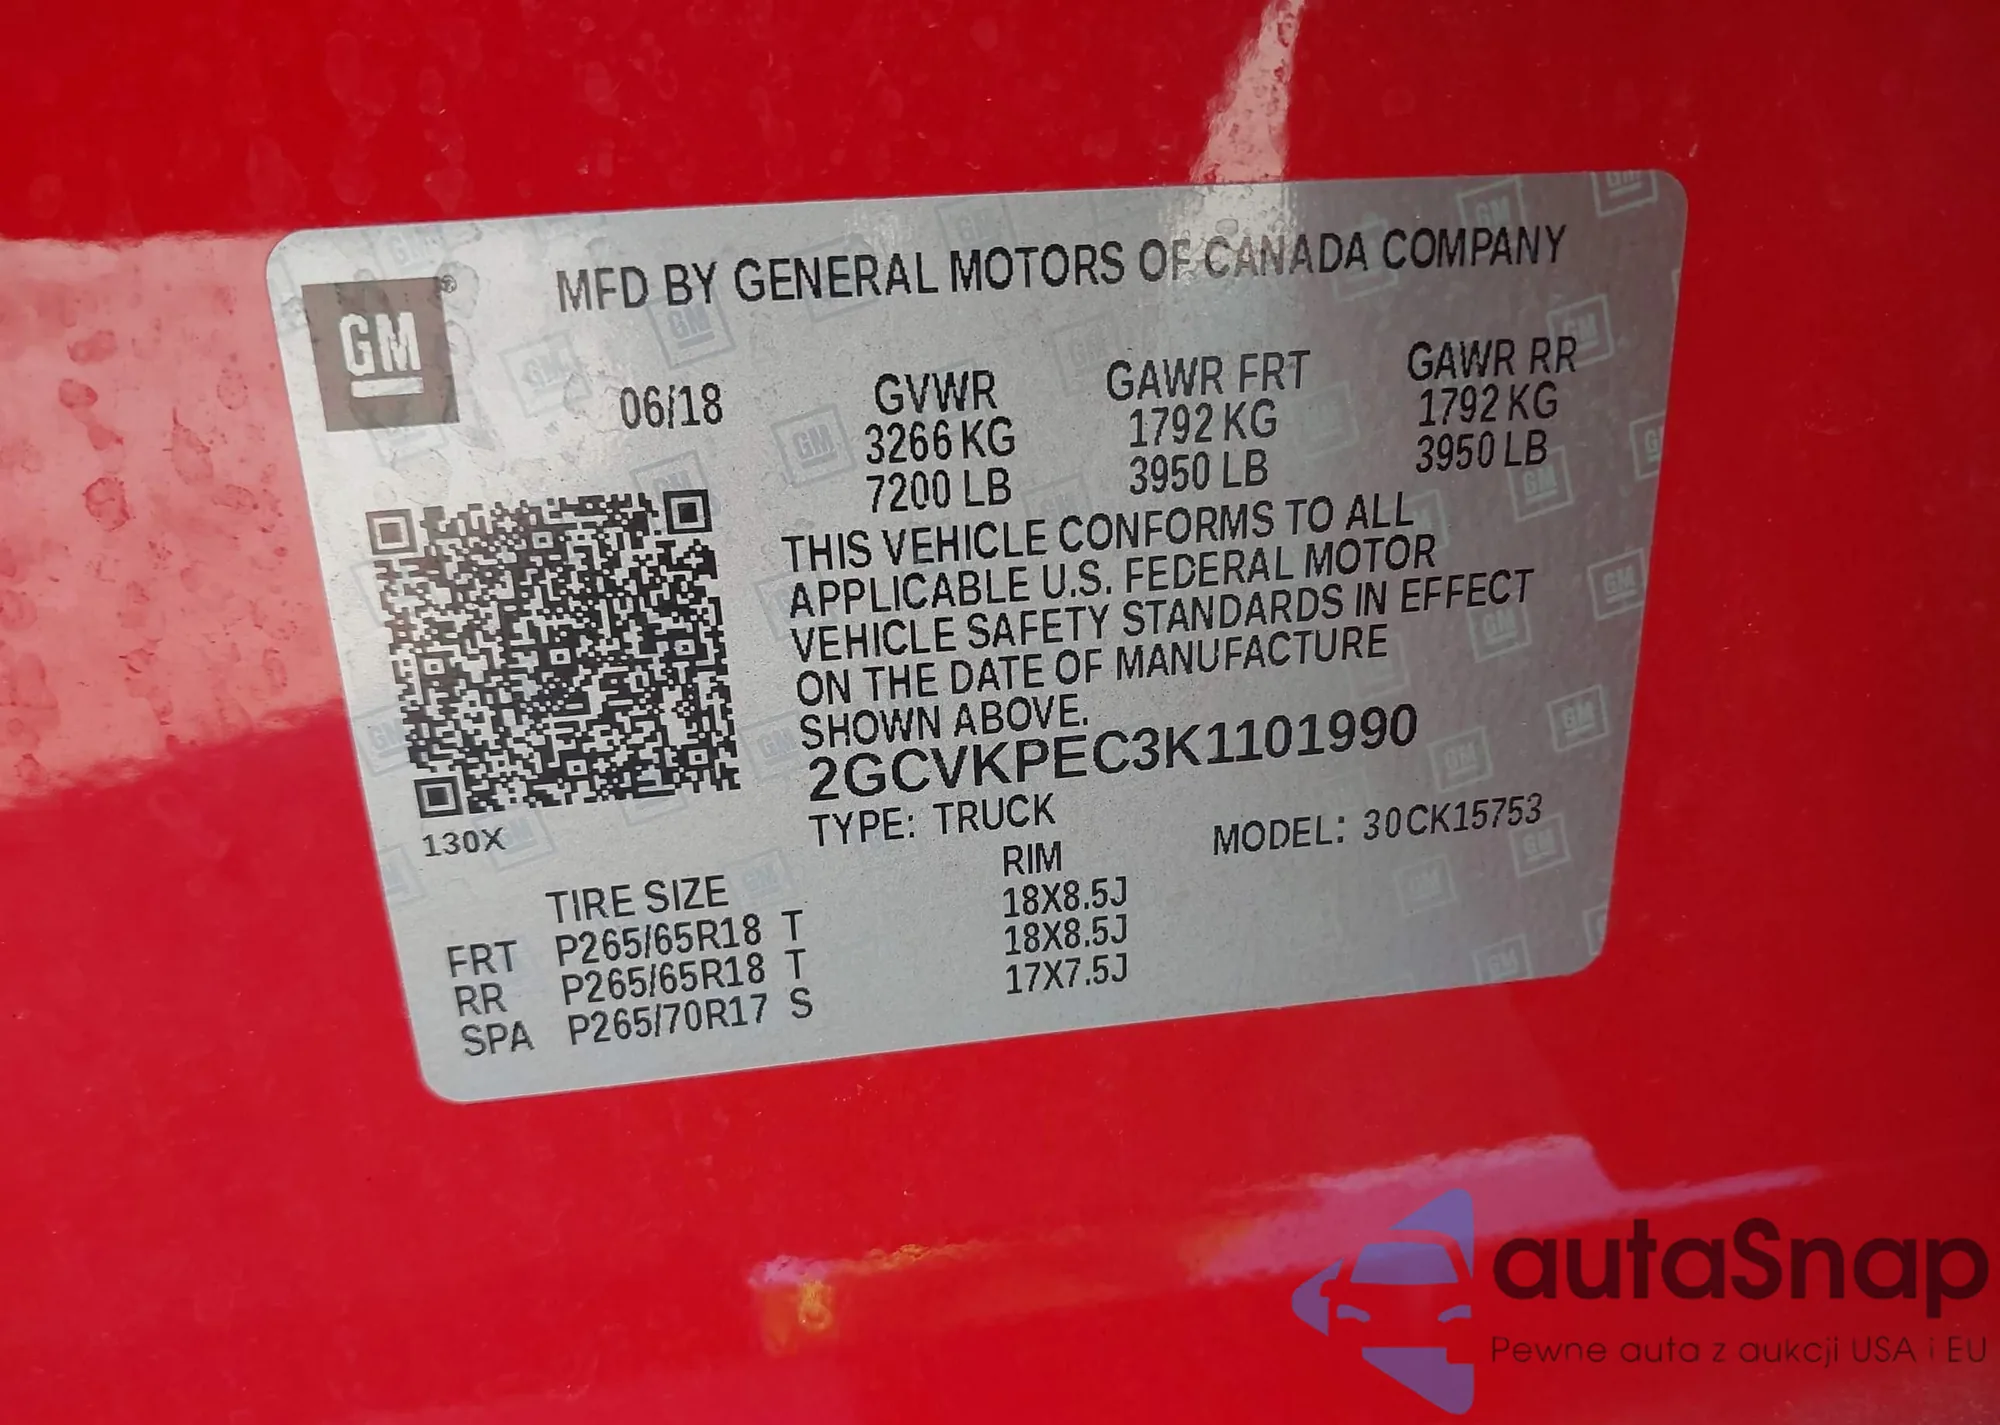 GM
MFD BY GENERAL MOTORS OF CANADA COMPANY
06/18
GVWR GAWR FRT GAWR RR
3266 KG 1792 KG 1792 KG
7200 LB 3950 LB 3950 LB
THIS VEHICLE CONFORMS TO ALL
APPLICABLE U.S. FEDERAL MOTOR
VEHICLE SAFETY STANDARDS IN EFFECT
ON THE DATE OF MANUFACTURE
SHOWN ABOVE.
2GCVKPEC3K1101990
130X
TYPE: TRUCK MODEL: 30CK15753
TIRE SIZE RIM
FRT P265/65R18 T 18X8.5J
RR P265/65R18 T 18X8.5J
SPA P265/70R17 S 17X7.5J
autaSnap
Pewne auta z aukcji USA i EU